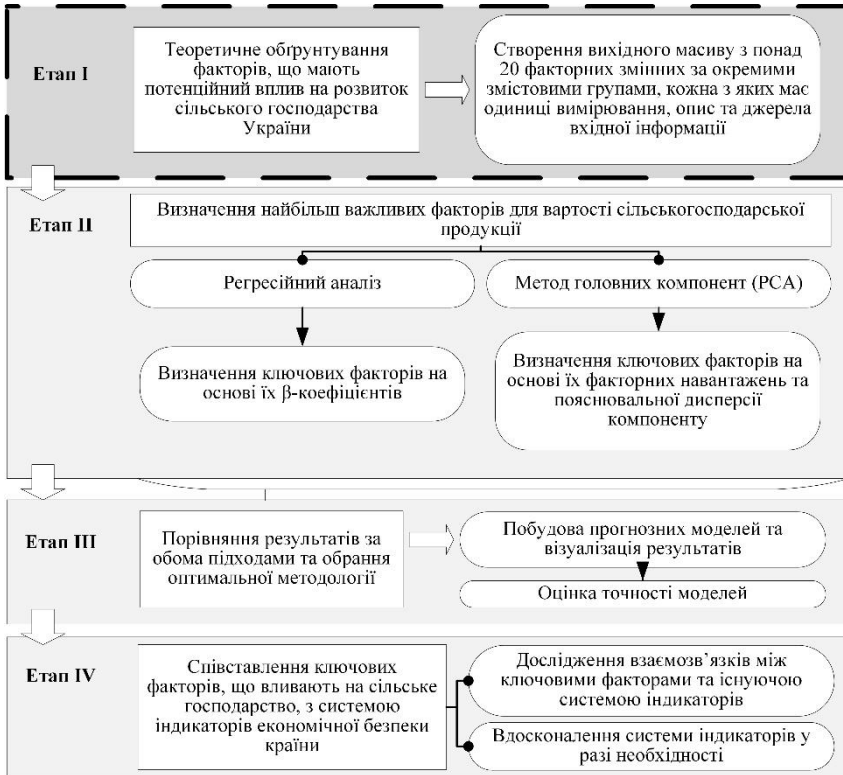 Етап I
Теоретичне обґрунтування
факторів, що мають
потенційний вплив на розвиток
сільського господарства
України
Створення вихідного масиву з понад
20 факторних змінних за окремими
змістовими групами, кожна з яких має
одиниці вимірювання, опис та джерела
вхідної інформації
Етап II
Визначення найбільш важливих факторів для вартості сільськогосподарської
продукції
Регресійний аналіз
Метод головних компонент (PCA)
Визначення ключових факторів на
основі їх β-коефіцієнтів
Визначення ключових факторів на
основі їх факторних навантажень та
пояснювальної дисперсії
компоненту
Етап III
Порівняння результатів за
обома підходами та обрання
оптимальної методології
Побудова прогнозних моделей та
візуалізація результатів
Оцінка точності моделей
Етап IV
Співставлення ключових
факторів, що вливають на сільське
господарство, з системою
індикаторів економічної безпеки
країни
Дослідження взаємозв’язків між
ключовими факторами та існуючою
системою індикаторів
Вдосконалення системи індикаторів у
разі необхідності